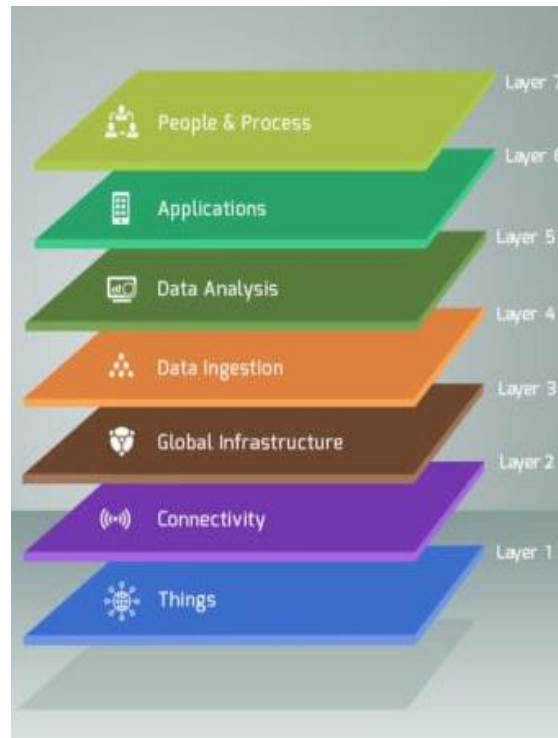 Layer 7
People & Process
Layer 6
Applications
Layer 5
Data Analysis
Layer 4
Data Ingestion
Layer 3
Global Infrastructure
Layer 2
Connectivity
Layer 1
Things